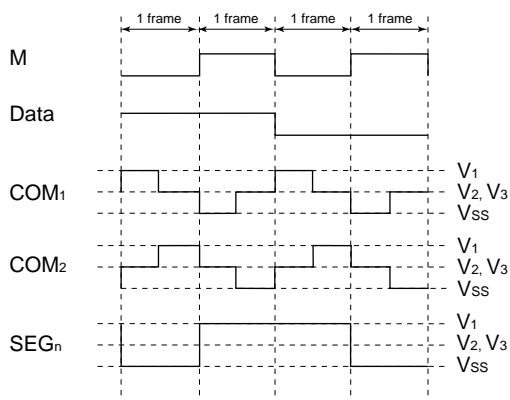 1 frame 1 frame 1 frame 1 frame
M
Data
V1
COM1 V2, V3
VSS
V1
COM2 V2, V3
VSS
V1
SEGn V2, V3
VSS